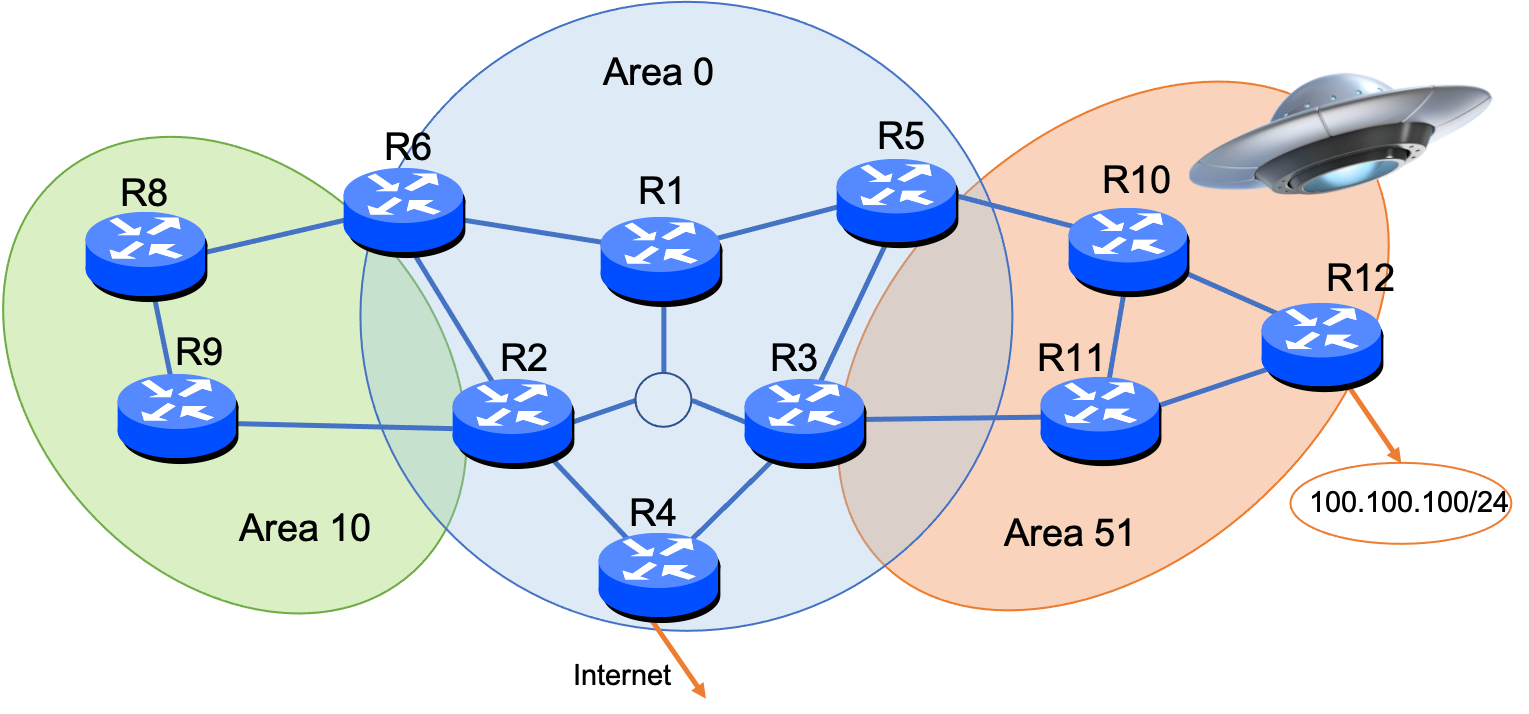 Area 0
R6
R5
R8
R1
R10
R12
R9
R2
R3
R11
100.100.100/24
R4
Area 10
Area 51
Internet